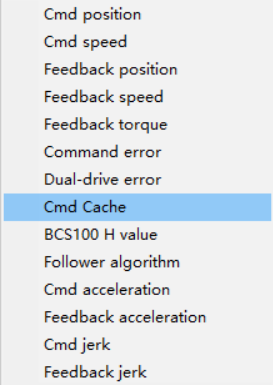 Cmd position
Cmd speed
Feedback position
Feedback speed
Feedback torque
Command error
Dual-drive error
Cmd Cache
BCS100 H value
Follower algorithm
Cmd acceleration
Feedback acceleration
Cmd jerk
Feedback jerk